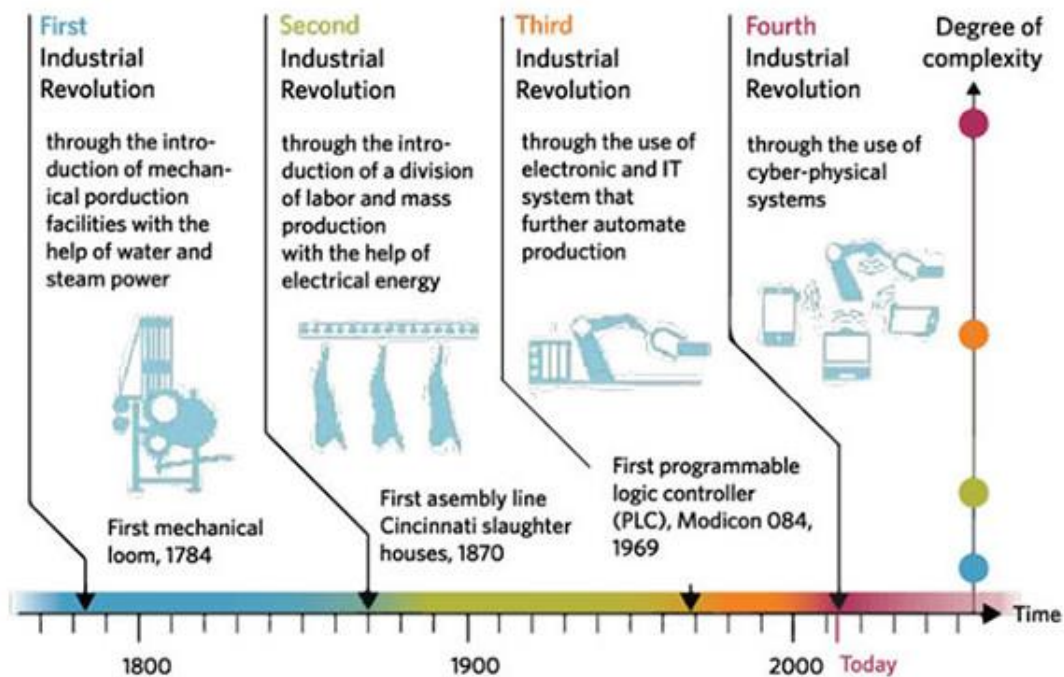 First
Industrial
Revolution
through the intro-
duction of mechan-
ical porduction
facilities with the
help of water and
steam power
First mechanical
loom, 1784
Second
Industrial
Revolution
through the intro-
duction of a division
of labor and mass
production
with the help of
electrical energy
First asembly line
Cincinnati slaughter
houses, 1870
Third
Industrial
Revolution
through the use of
electronic and IT
system that
further automate
production
First programmable
logic controller
(PLC), Modicon 084,
1969
Fourth
Industrial
Revolution
through the use of
cyber-physical
systems
Degree of
complexity
Time
1800
1900
2000
Today